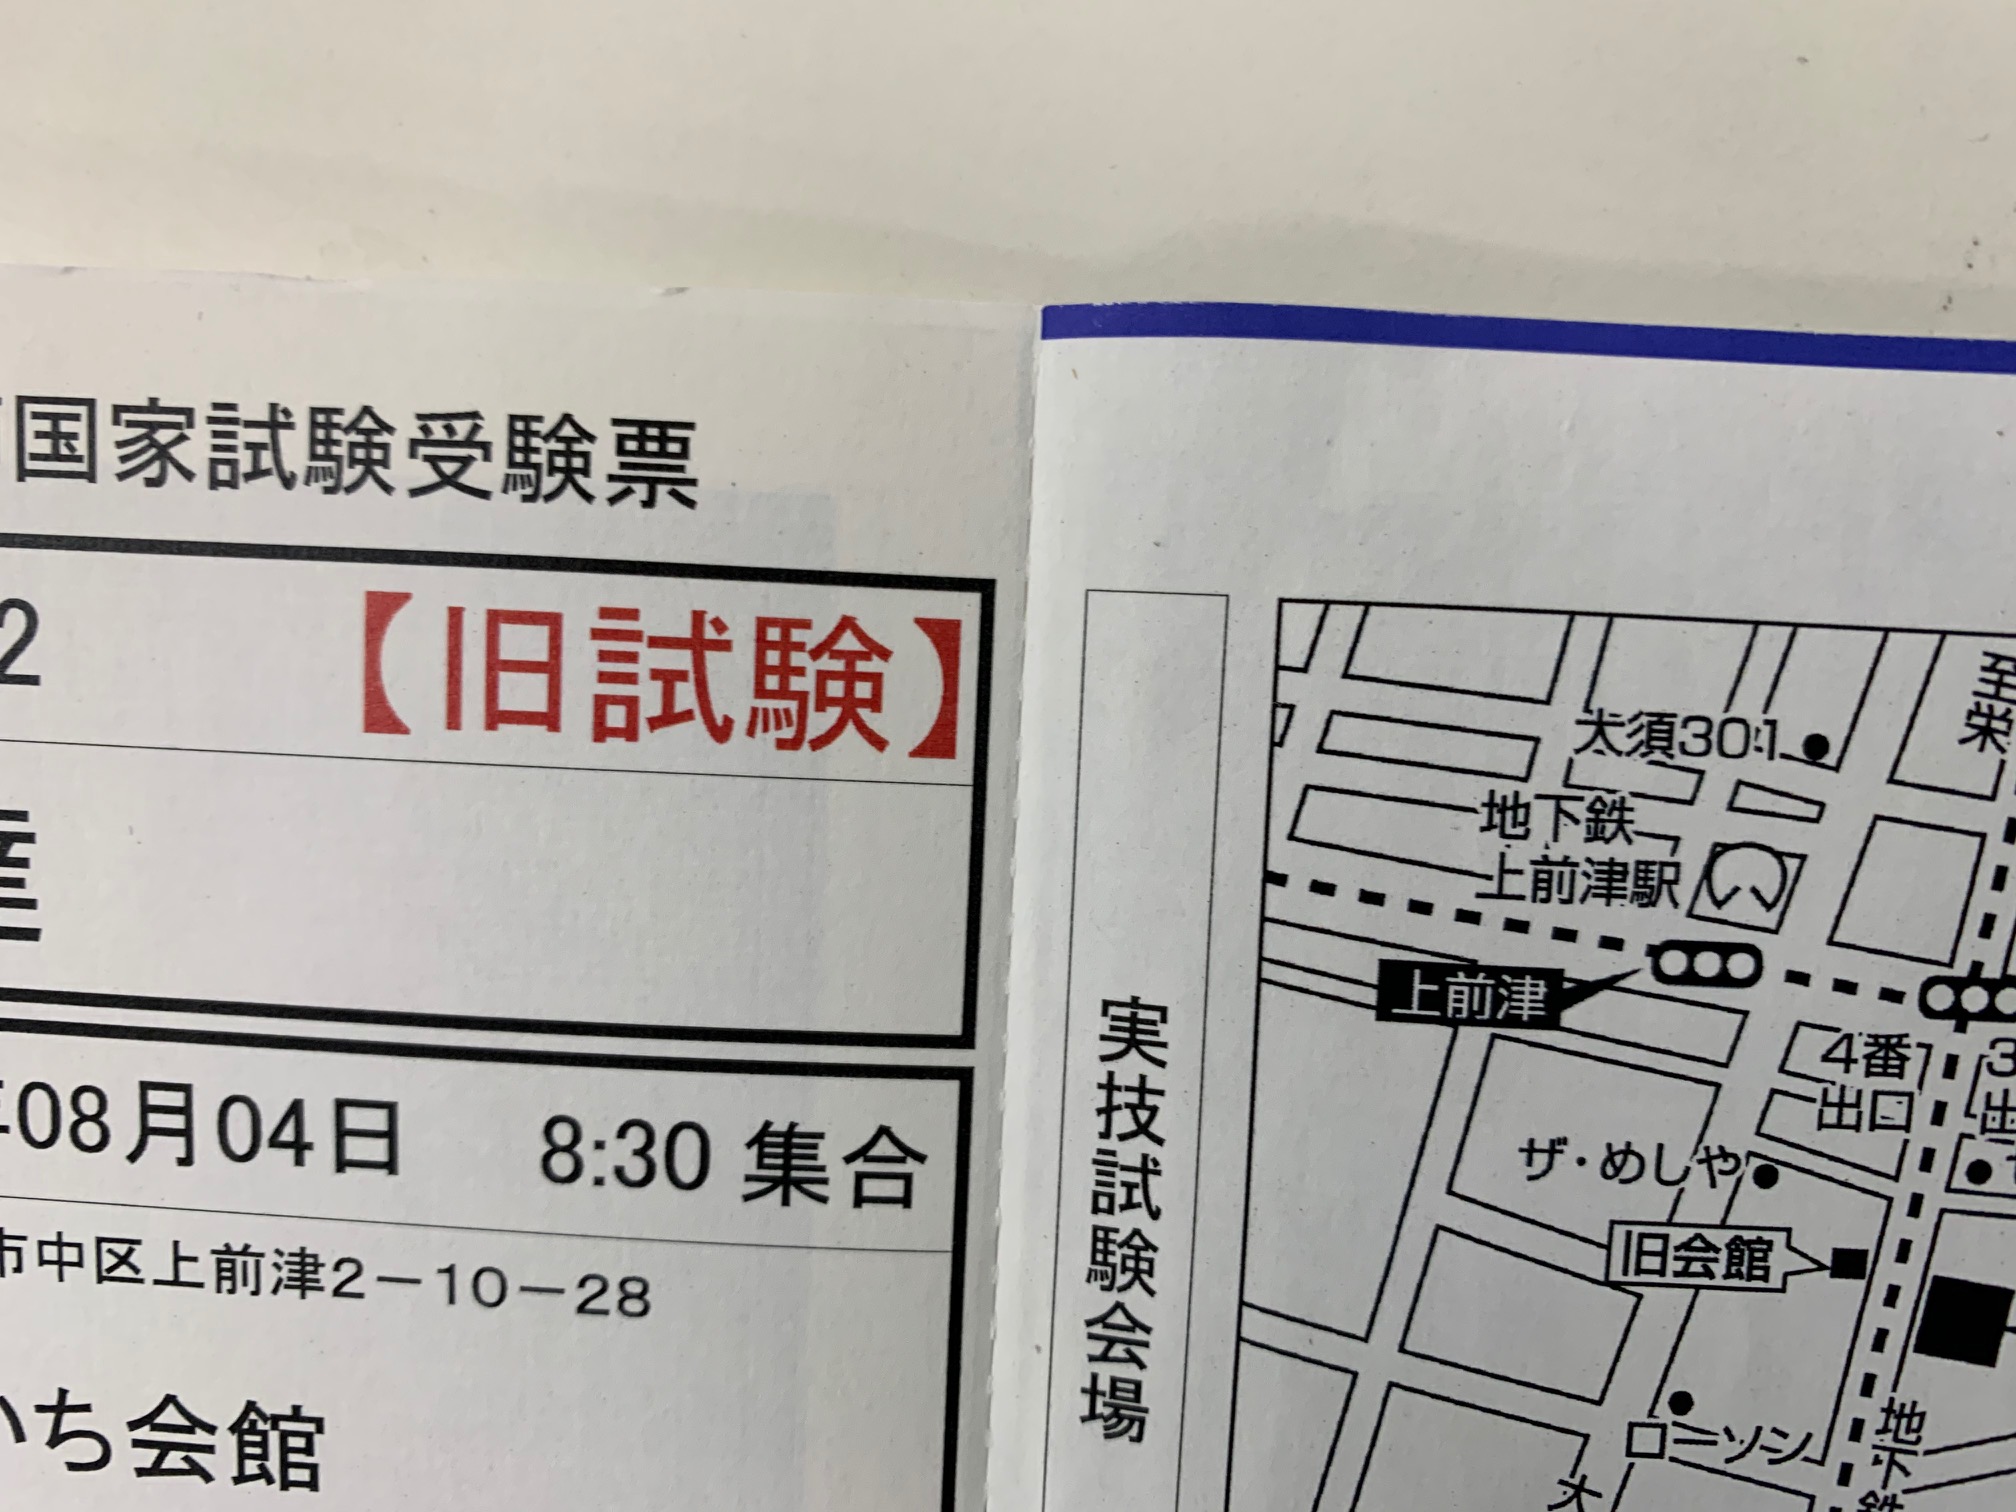 国家試験受験票
2
【旧試験】
08月04日 8:30 集合
市中区上前津2－10－28
いち会館
実技試験会場
至栄
大須301
地下鉄
上前津駅
上前津
4番
出口
3
出
ザ・めしや
旧会館
ローソン
地下鉄
大